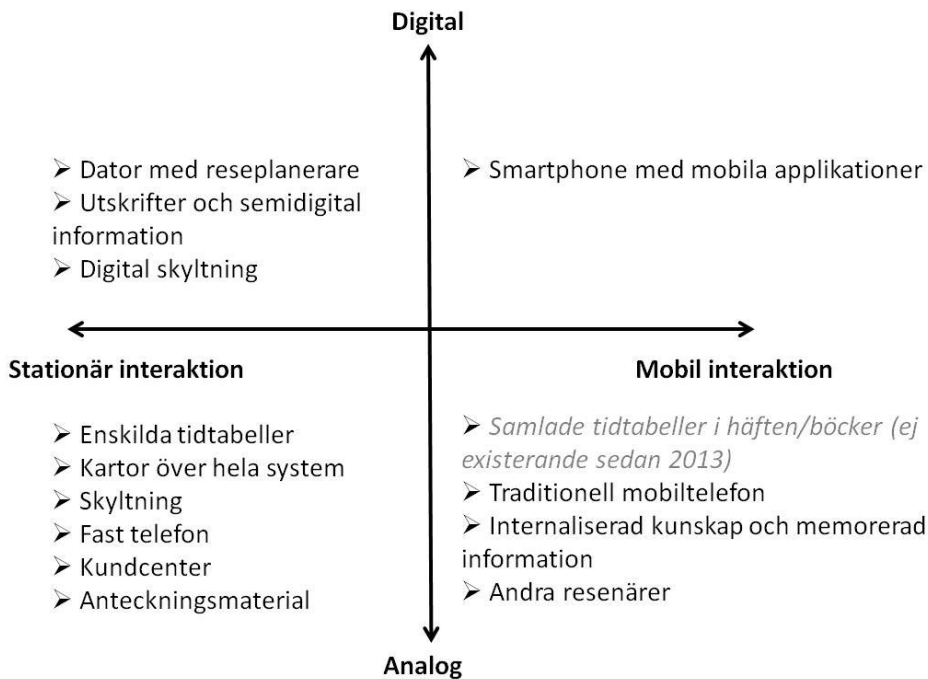 Digital
➢ Dator med reseplanerare
➢ Utskrifter och semidigital
information
➢ Digital skyltning
➢ Smartphone med mobila applikationer
Stationär interaktion
Mobil interaktion
➢ Enskilda tidtabeller
➢ Kartor över hela system
➢ Skyltning
➢ Fast telefon
➢ Kundcenter
➢ Anteckningsmaterial
➢ Samlade tidtabeller i häften/böcker (ej
existerande sedan 2013)
➢ Traditionell mobiltelefon
➢ Internaliserad kunskap och memorerad
information
➢ Andra resenärer
Analog